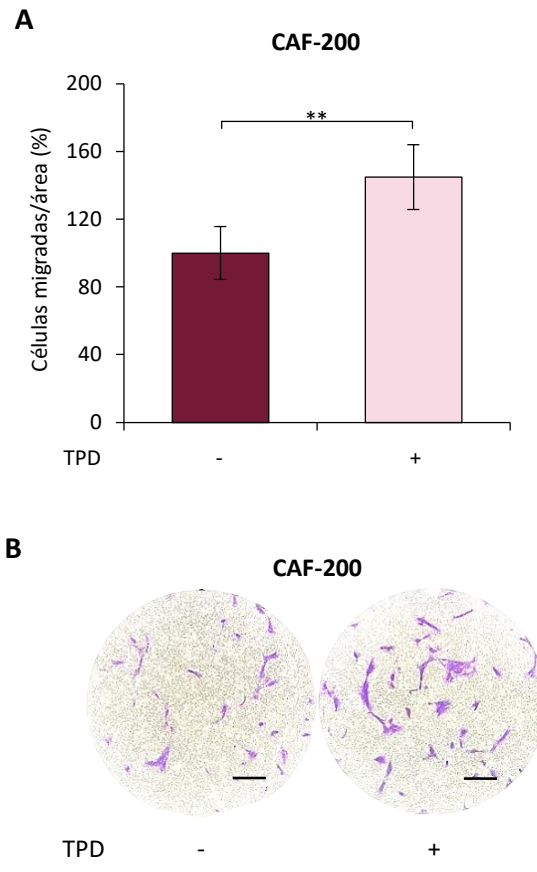 A
CAF-200
Células migradas/área (%)
200
160
120
80
40
0
**
TPD - +
B
CAF-200
TPD - +